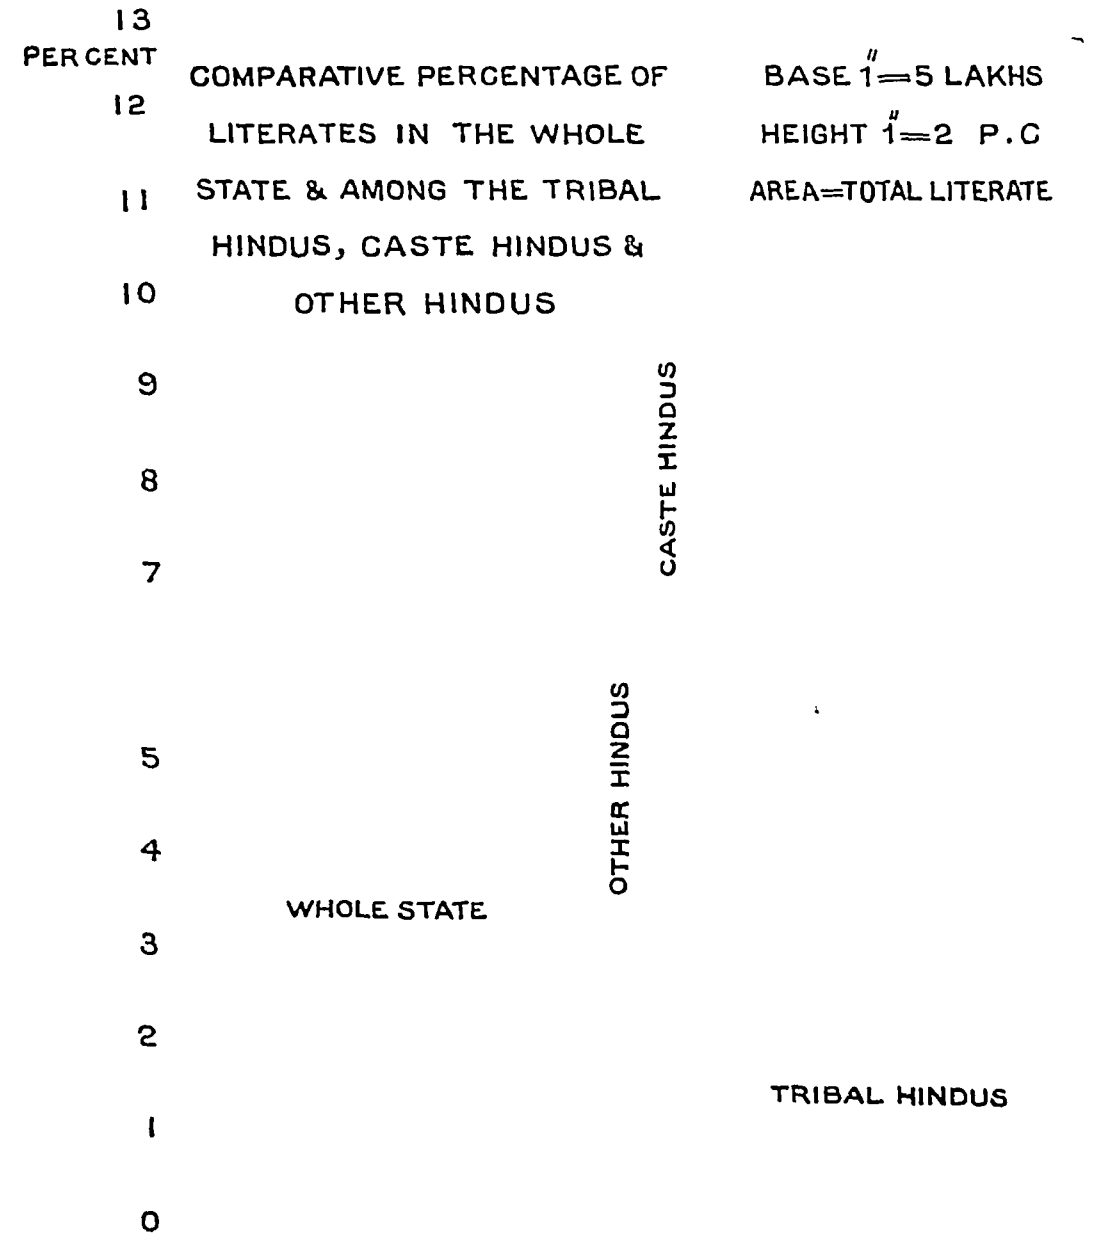 13
PER CENT
12
11
10
9
8
7
5
4
3
2
1
0
COMPARATIVE PERCENTAGE OF
LITERATES IN THE WHOLE
STATE & AMONG THE TRIBAL
HINDUS, CASTE HINDUS &
OTHER HINDUS
BASE 1"=5 LAKHS
HEIGHT 1"=2 P.C
AREA=TOTAL LITERATE
WHOLE STATE
OTHER HINDUS
CASTE HINDUS
TRIBAL HINDUS